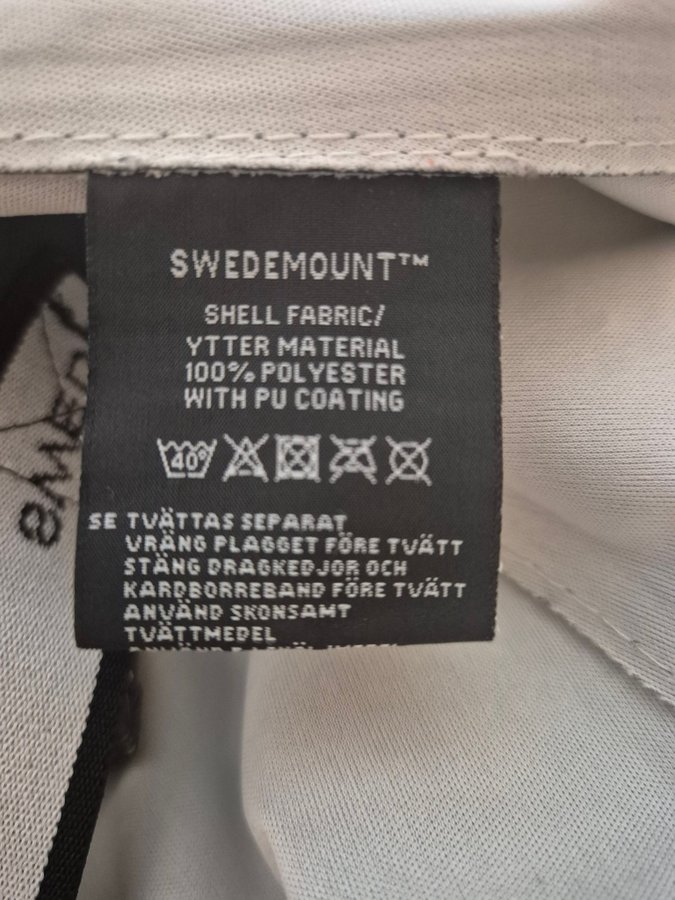 SWEDEMOUNT™
SHELL FABRIC/
YTTER MATERIAL
100% POLYESTER
WITH PU COATING
40°
SE TVÄTTAS SEPARAT
VRÄNG PLAGGET FÖRE TVÄTT
STÄNG DRAGKEDJOR OCH
KARDBORREBAND FÖRE TVÄTT
ANVÄND SKONSAMT
TVÄTTMEDEL